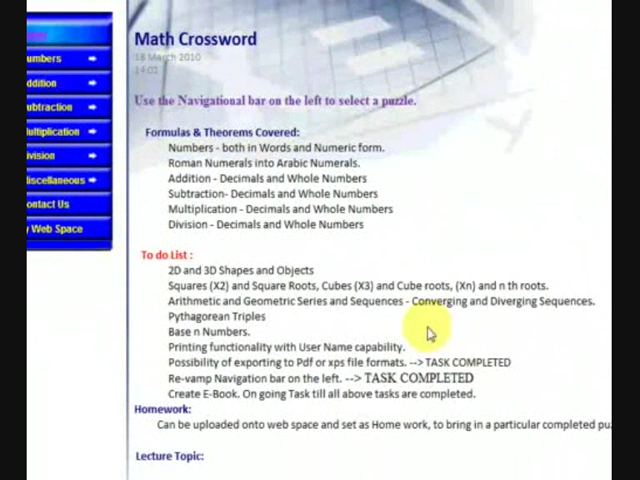 Math Crossword
18 March 2010
14:02
Use the Navigational bar on the left to select a puzzle.
umbers
ddition
ubtraction
ultiplication
ivision
iscellaneous
ontact Us
y Web Space
Formulas & Theorems Covered:
Numbers - both in Words and Numeric form.
Roman Numerals into Arabic Numerals.
Addition - Decimals and Whole Numbers
Subtraction- Decimals and Whole Numbers
Multiplication - Decimals and Whole Numbers
Division - Decimals and Whole Numbers
To do List :
2D and 3D Shapes and Objects
Squares (X2) and Square Roots, Cubes (X3) and Cube roots, (Xn) and n th roots.
Arithmetic and Geometric Series and Sequences - Converging and Diverging Sequences.
Pythagorean Triples
Base n Numbers.
Printing functionality with User Name capability.
Possibility of exporting to Pdf or xps file formats. --> TASK COMPLETED
Re-vamp Navigation bar on the left. --> TASK COMPLETED
Create E-Book. On going Task till all above tasks are completed.
Homework:
Can be uploaded onto web space and set as Home work, to bring in a particular completed pu
Lecture Topic: